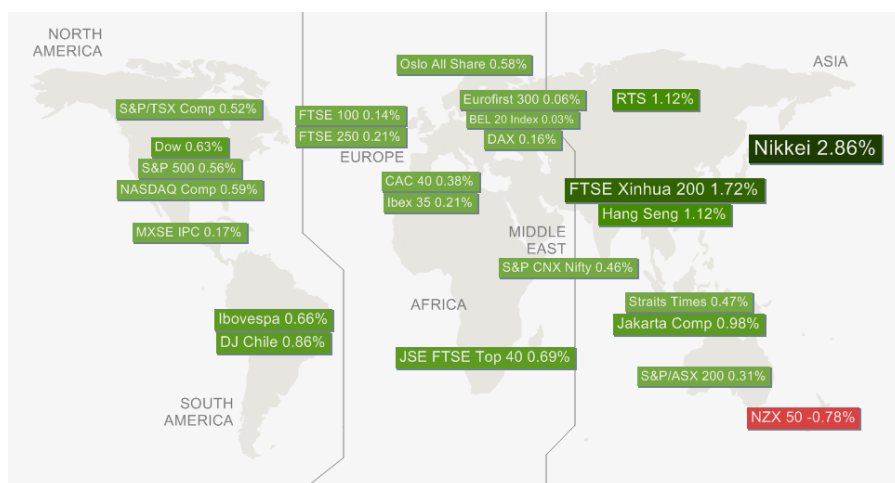 NORTH
AMERICA
S&P/TSX Comp 0.52%
Dow 0.63%
S&P 500 0.56%
NASDAQ Comp 0.59%
MXSE IPC 0.17%
Ibovespa 0.66%
DJ Chile 0.86%
SOUTH
AMERICA
Oslo All Share 0.58%
FTSE 100 0.14%
FTSE 250 0.21%
EUROPE
Eurofirst 300 0.06%
BEL 20 Index 0.03%
DAX 0.16%
CAC 40 0.38%
Ibex 35 0.21%
MIDDLE
EAST
S&P CNX Nifty 0.46%
AFRICA
JSE FTSE Top 40 0.69%
ASIA
RTS 1.12%
Nikkei 2.86%
FTSE Xinhua 200 1.72%
Hang Seng 1.12%
Straits Times 0.47%
Jakarta Comp 0.98%
S&P/ASX 200 0.31%
NZX 50 -0.78%